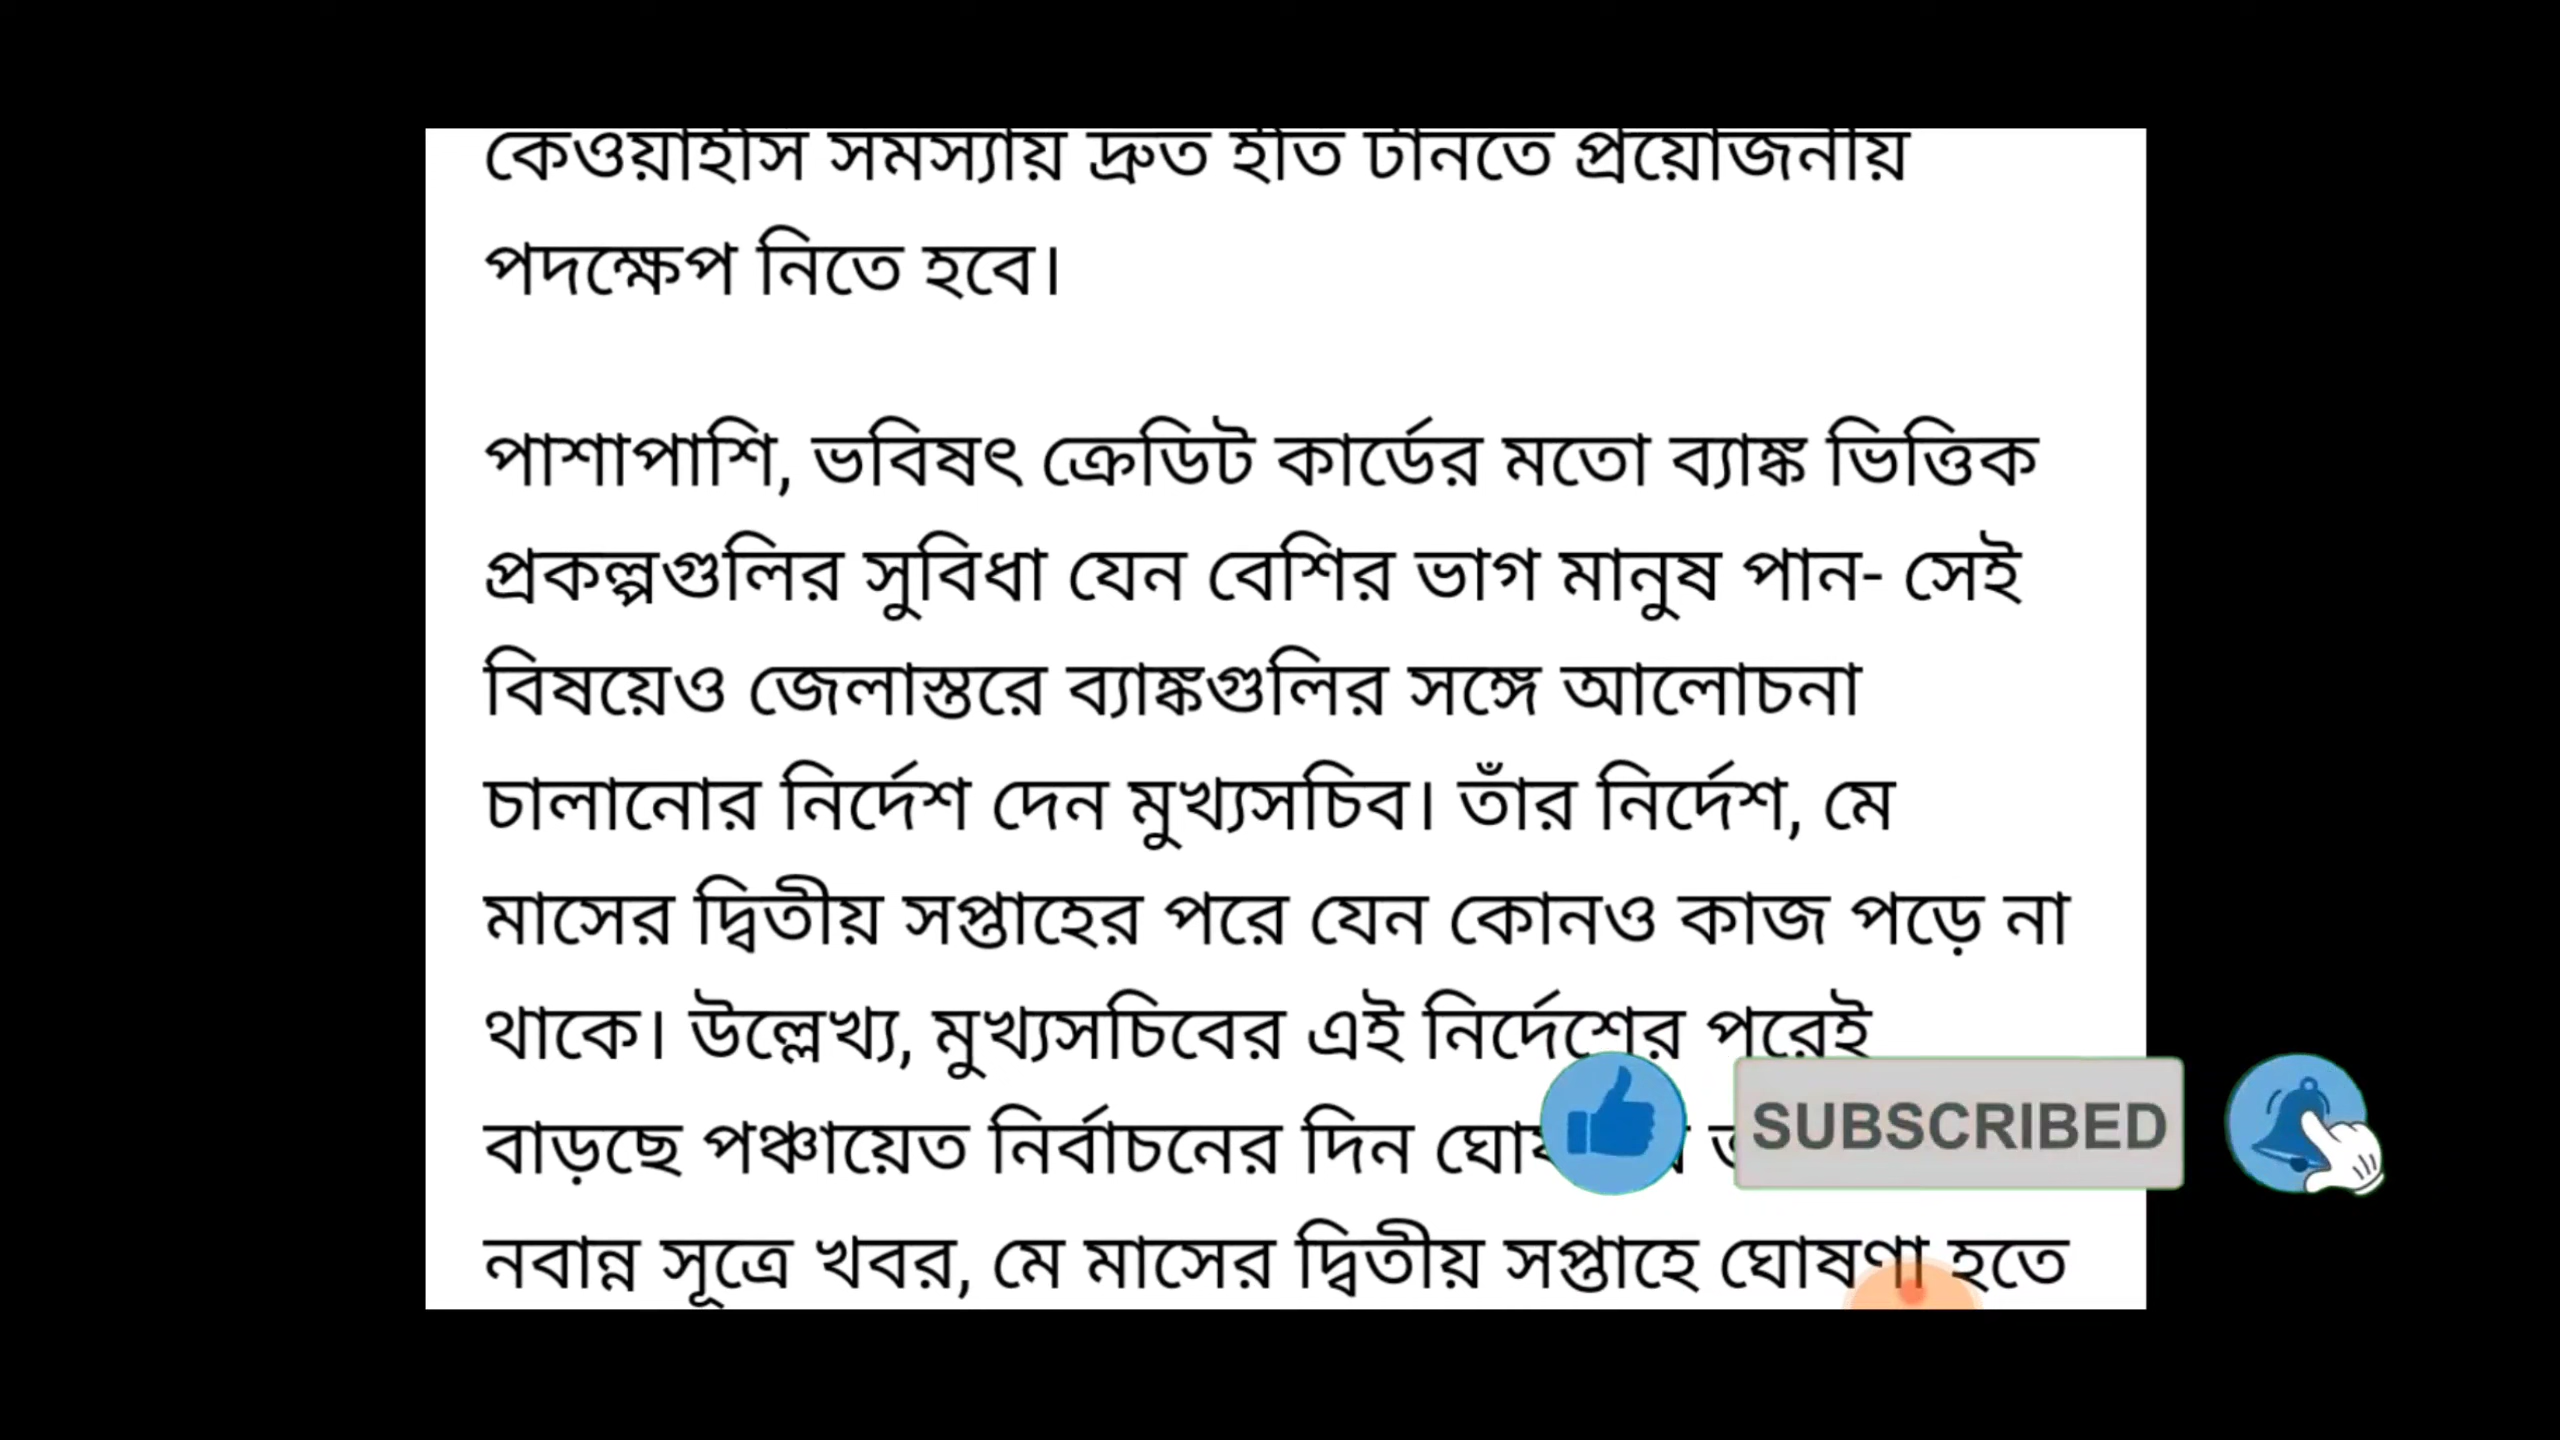 কেওয়াইসি সমস্যায় দ্রুত ইতি টানতে প্রয়োজনীয়
পদক্ষেপ নিতে হবে।
পাশাপাশি, ভবিষৎ ক্রেডিট কার্ডের মতো ব্যাঙ্ক ভিত্তিক
প্রকল্পগুলির সুবিধা যেন বেশির ভাগ মানুষ পান- সেই
বিষয়েও জেলাস্তরে ব্যাঙ্কগুলির সঙ্গে আলোচনা
চালানোর নির্দেশ দেন মুখ্যসচিব। তাঁর নির্দেশ, মে
মাসের দ্বিতীয় সপ্তাহের পরে যেন কোনও কাজ পড়ে না
থাকে। উল্লেখ্য, মুখ্যসচিবের এই নির্দেশের পরেই
বাড়ছে পঞ্চায়েত নির্বাচনের দিন
SUBSCRIBED
নবান্ন সূত্রে খবর, মে মাসের দ্বিতীয় সপ্তাহে ঘোষণা হতে